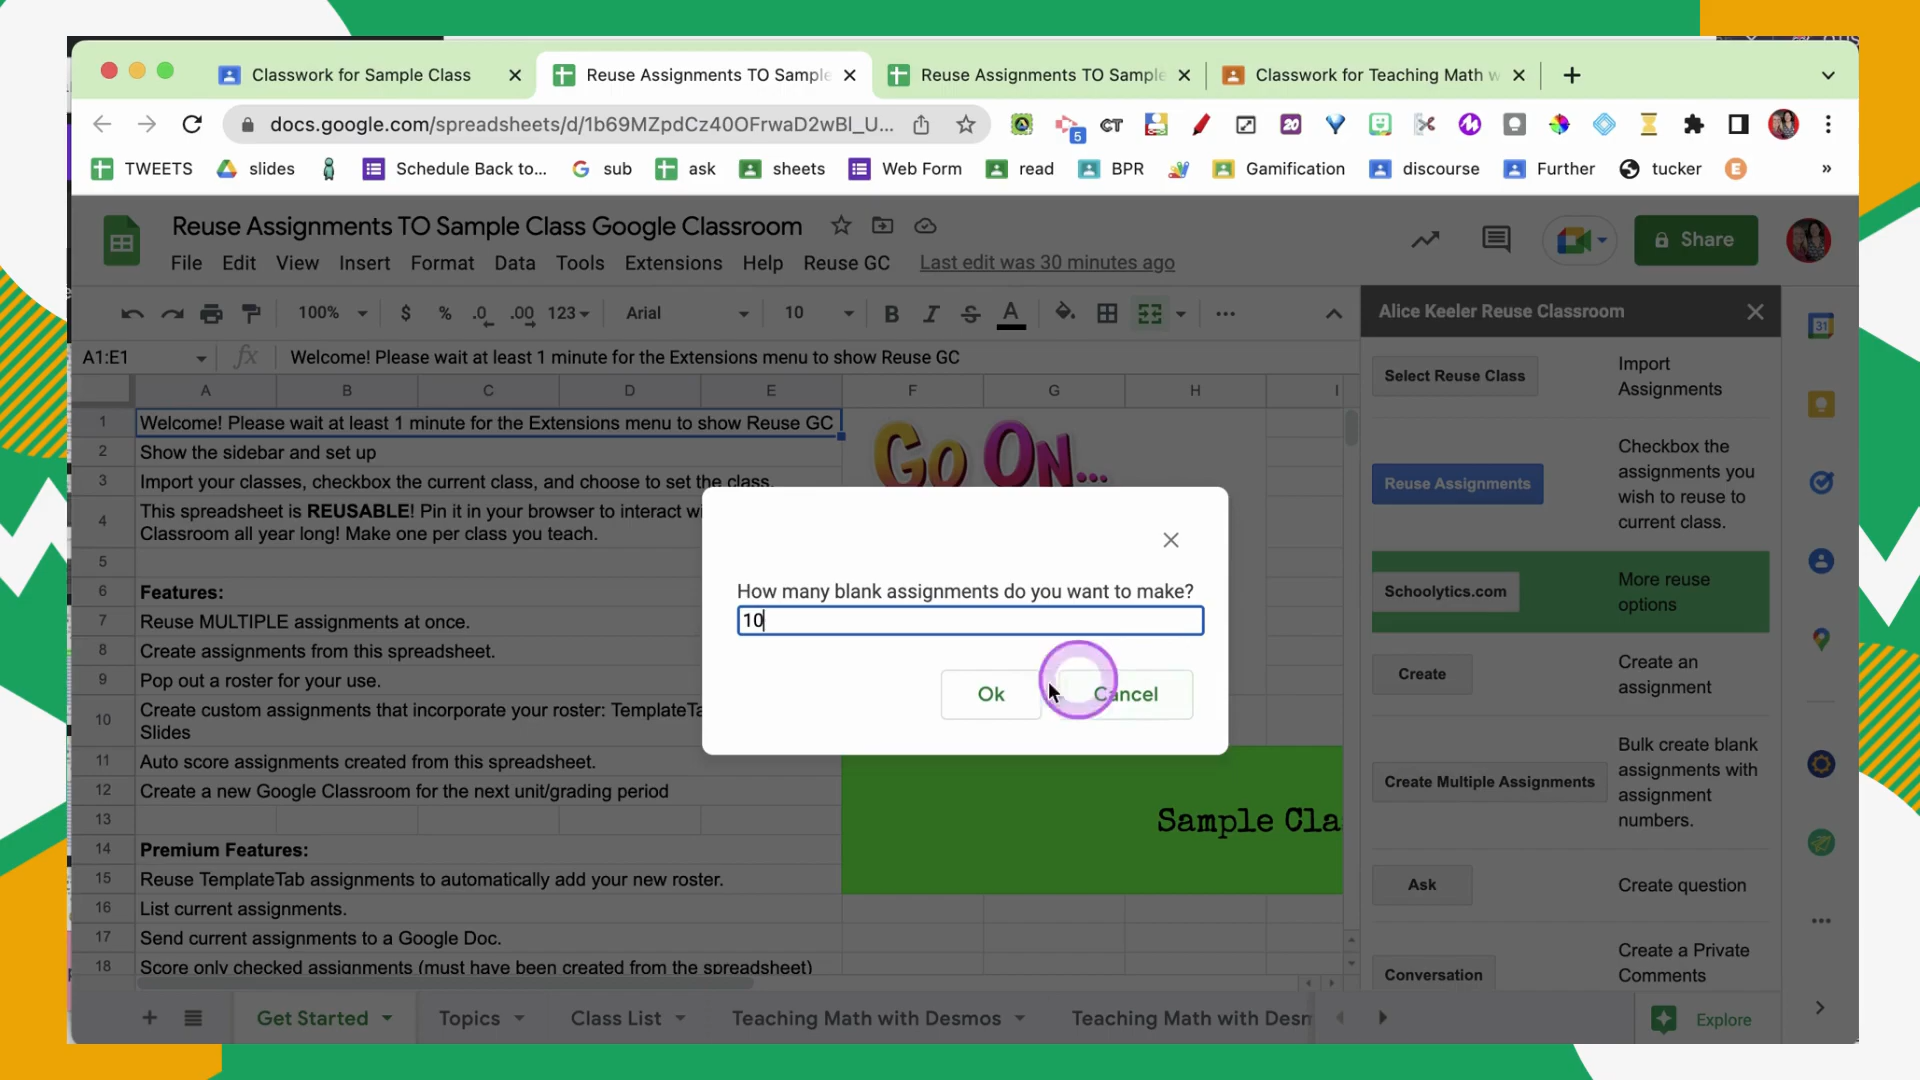 Classwork for Sample Class
Reuse Assignments TO Sample
Reuse Assignments TO Sample
Classwork for Teaching Math w
docs.google.com/spreadsheets/d/1b69MZpdCz40OFrwaD2wBl_U...
5
CT
20
TWEETS
slides
Schedule Back to...
sub
ask
sheets
Web Form
read
BPR
Gamification
discourse
Further
tucker
E
»
Reuse Assignments TO Sample Class Google Classroom
Share
File Edit View Insert Format Data Tools Extensions Help Reuse GC Last edit was 30 minutes ago
100% $ % .0 .00 123 Arial 10 B I S A
A1:E1 fx Welcome! Please wait at least 1 minute for the Extensions menu to show Reuse GC
A B C D E F G H I
1 Welcome! Please wait at least 1 minute for the Extensions menu to show Reuse GC
2 Show the sidebar and set up
3 Import your classes, checkbox the current class, and choose to set the class.
4 This spreadsheet is REUSABLE! Pin it in your browser to interact wi
Classroom all year long! Make one per class you teach.
5
6 Features:
7 Reuse MULTIPLE assignments at once.
8 Create assignments from this spreadsheet.
9 Pop out a roster for your use.
10 Create custom assignments that incorporate your roster: TemplateTa
Slides
11 Auto score assignments created from this spreadsheet.
12 Create a new Google Classroom for the next unit/grading period
13
14 Premium Features:
15 Reuse TemplateTab assignments to automatically add your new roster.
16 List current assignments.
17 Send current assignments to a Google Doc.
18 Score only checked assignments (must have been created from the spreadsheet)
GO ON...
Sample Cla
How many blank assignments do you want to make?
10
Ok
Cancel
Alice Keeler Reuse Classroom
Select Reuse Class
Import
Assignments
Reuse Assignments
Checkbox the
assignments you
wish to reuse to
current class.
Schoolytics.com
More reuse
options
Create
Create an
assignment
Create Multiple Assignments
Bulk create blank
assignments with
assignment
numbers.
Ask
Create question
Conversation
Create a Private
Comments
31
Get Started
Topics
Class List
Teaching Math with Desmos
Teaching Math with Desm
Explore